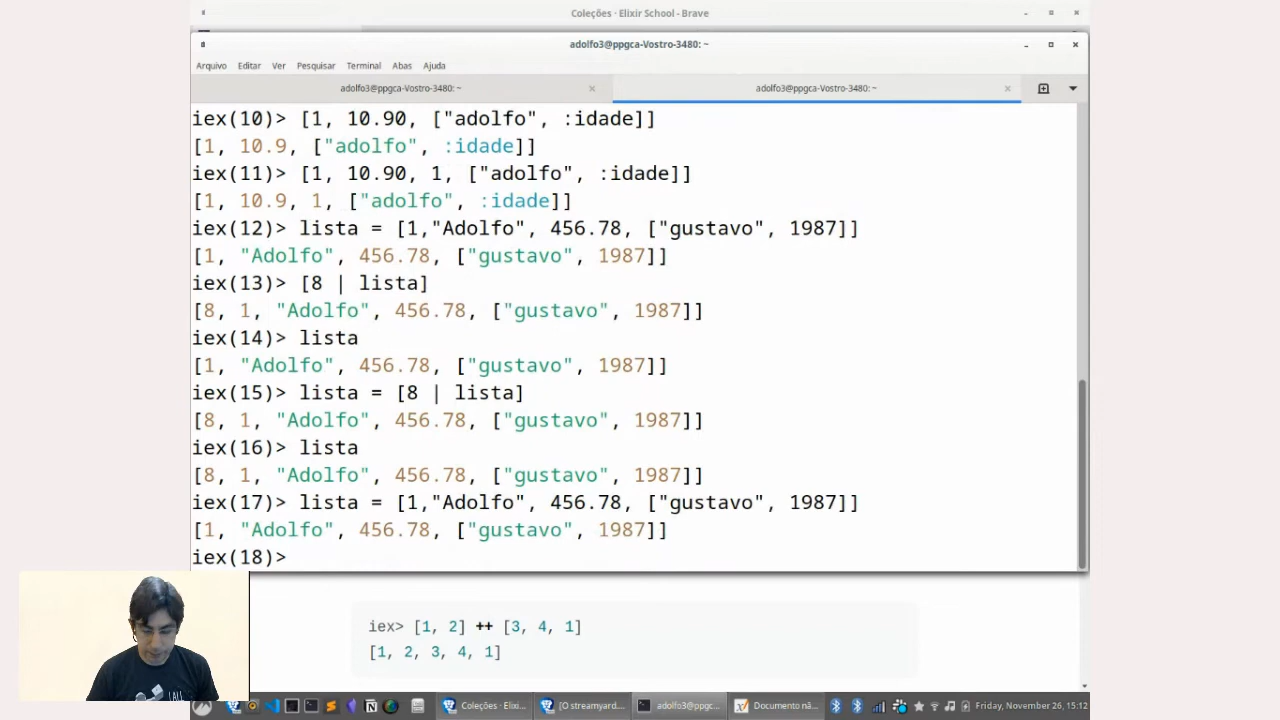 Coleções · Elixir School - Brave
adolfo3@ppgca-Vostro-3480: ~
Arquivo Editar Ver Pesquisar Terminal Abas Ajuda
adolfo3@ppgca-Vostro-3480: ~ adolfo3@ppgca-Vostro-3480: ~
iex(10)> [1, 10.90, ["adolfo", :idade]]
[1, 10.9, ["adolfo", :idade]]
iex(11)> [1, 10.90, 1, ["adolfo", :idade]]
[1, 10.9, 1, ["adolfo", :idade]]
iex(12)> lista = [1,"Adolfo", 456.78, ["gustavo", 1987]]
[1, "Adolfo", 456.78, ["gustavo", 1987]]
iex(13)> [8 | lista]
[8, 1, "Adolfo", 456.78, ["gustavo", 1987]]
iex(14)> lista
[1, "Adolfo", 456.78, ["gustavo", 1987]]
iex(15)> lista = [8 | lista]
[8, 1, "Adolfo", 456.78, ["gustavo", 1987]]
iex(16)> lista
[8, 1, "Adolfo", 456.78, ["gustavo", 1987]]
iex(17)> lista = [1,"Adolfo", 456.78, ["gustavo", 1987]]
[1, "Adolfo", 456.78, ["gustavo", 1987]]
iex(18)>
iex> [1, 2] ++ [3, 4, 1]
[1, 2, 3, 4, 1]
Coleções · Elixi... [O streamyard.... adolfo3@ppgc... Documento nã... Friday, November 26, 15:12